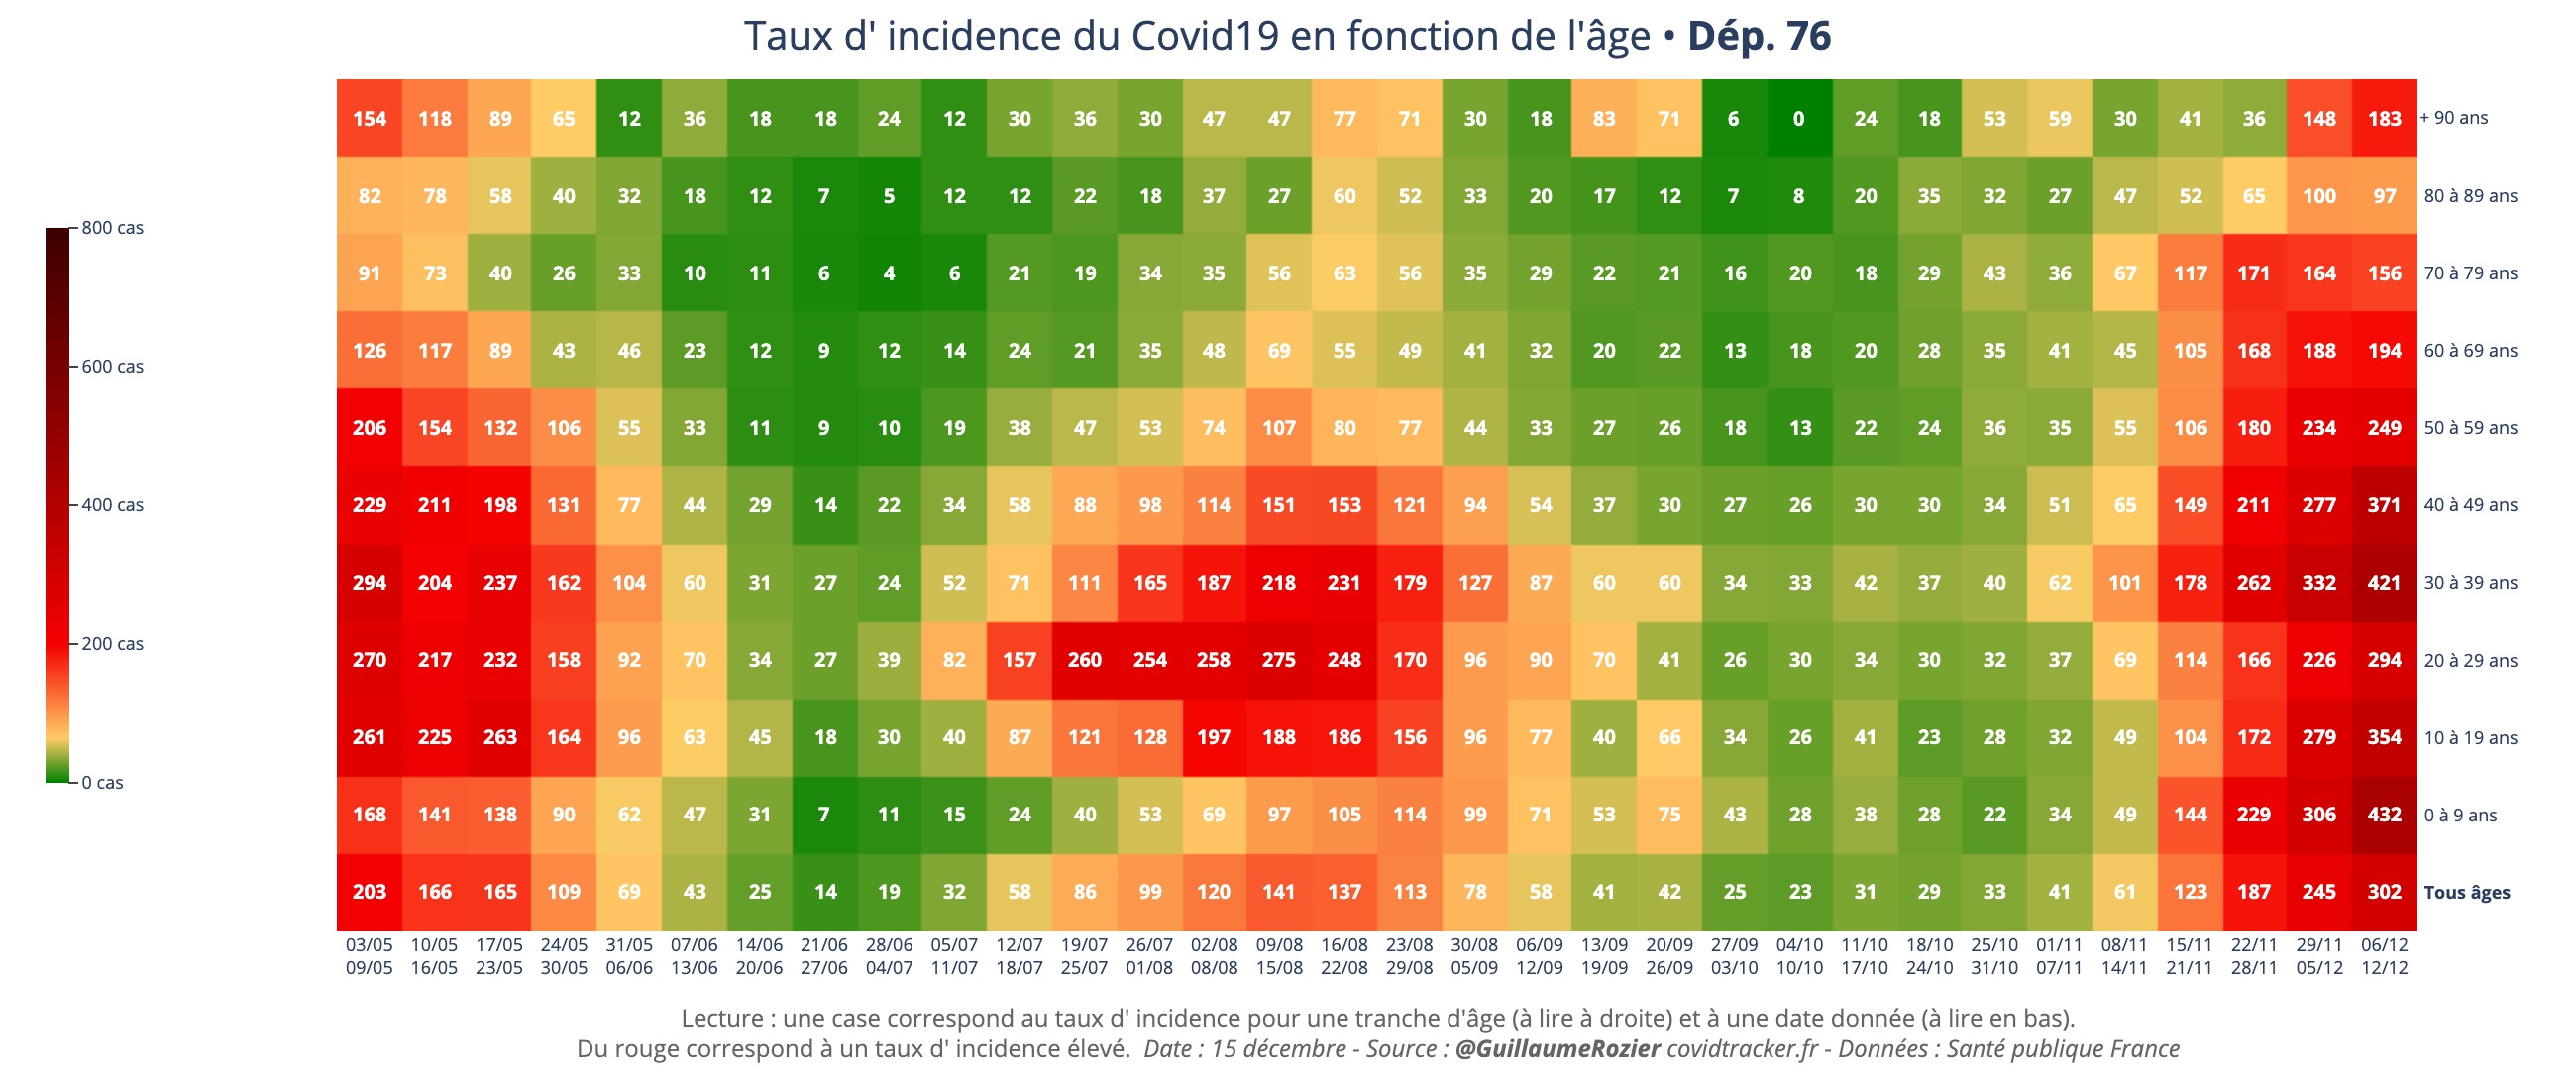 Taux d' incidence du Covid19 en fonction de l'âge • Dép. 76
800 cas
600 cas
400 cas
200 cas
0 cas
154 118 89 65 12 36 18 18 24 12 30 36 30 47 47 77 71 30 18 83 71 6 0 24 18 53 59 30 41 36 148 183 + 90 ans
82 78 58 40 32 18 12 7 5 12 12 22 18 37 27 60 52 33 20 17 12 7 8 20 35 32 27 47 52 65 100 97 80 à 89 ans
91 73 40 26 33 10 11 6 4 6 21 19 34 35 56 63 56 35 29 22 21 16 20 18 29 43 36 67 117 171 164 156 70 à 79 ans
126 117 89 43 46 23 12 9 12 14 24 21 35 48 69 55 49 41 32 20 22 13 18 20 28 35 41 45 105 168 188 194 60 à 69 ans
206 154 132 106 55 33 11 9 10 19 38 47 53 74 107 80 77 44 33 27 26 18 13 22 24 36 35 55 106 180 234 249 50 à 59 ans
229 211 198 131 77 44 29 14 22 34 58 88 98 114 151 153 121 94 54 37 30 27 26 30 30 34 51 65 149 211 277 371 40 à 49 ans
294 204 237 162 104 60 31 27 24 52 71 111 165 187 218 231 179 127 87 60 60 34 33 42 37 40 62 101 178 262 332 421 30 à 39 ans
270 217 232 158 92 70 34 27 39 82 157 260 254 258 275 248 170 96 90 70 41 26 30 34 30 32 37 69 114 166 226 294 20 à 29 ans
261 225 263 164 96 63 45 18 30 40 87 121 128 197 188 186 156 96 77 40 66 34 26 41 23 28 32 49 104 172 279 354 10 à 19 ans
168 141 138 90 62 47 31 7 11 15 24 40 53 69 97 105 114 99 71 53 75 43 28 38 28 22 34 49 144 229 306 432 0 à 9 ans
203 166 165 109 69 43 25 14 19 32 58 86 99 120 141 137 113 78 58 41 42 25 23 31 29 33 41 61 123 187 245 302 Tous âges
03/05 10/05 17/05 24/05 31/05 07/06 14/06 21/06 28/06 05/07 12/07 19/07 26/07 02/08 09/08 16/08 23/08 30/08 06/09 13/09 20/09 27/09 04/10 11/10 18/10 25/10 01/11 08/11 15/11 22/11 29/11 06/12
09/05 16/05 23/05 30/05 06/06 13/06 20/06 27/06 04/07 11/07 18/07 25/07 01/08 08/08 15/08 22/08 29/08 05/09 12/09 19/09 26/09 03/10 10/10 17/10 24/10 31/10 07/11 14/11 21/11 28/11 05/12 12/12
Lecture : une case correspond au taux d' incidence pour une tranche d'âge (à lire à droite) et à une date donnée (à lire en bas).
Du rouge correspond à un taux d' incidence élevé. Date : 15 décembre - Source : @GuillaumeRozier covidtracker.fr - Données : Santé publique France